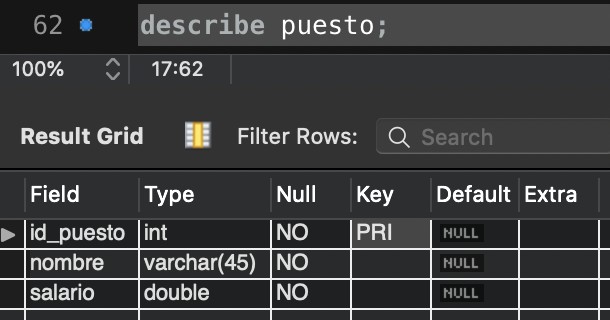 62 describe puesto;
100% 17:62
Result Grid Filter Rows: Search
Field Type Null Key Default Extra
id_puesto int NO PRI NULL
nombre varchar(45) NO NULL
salario double NO NULL